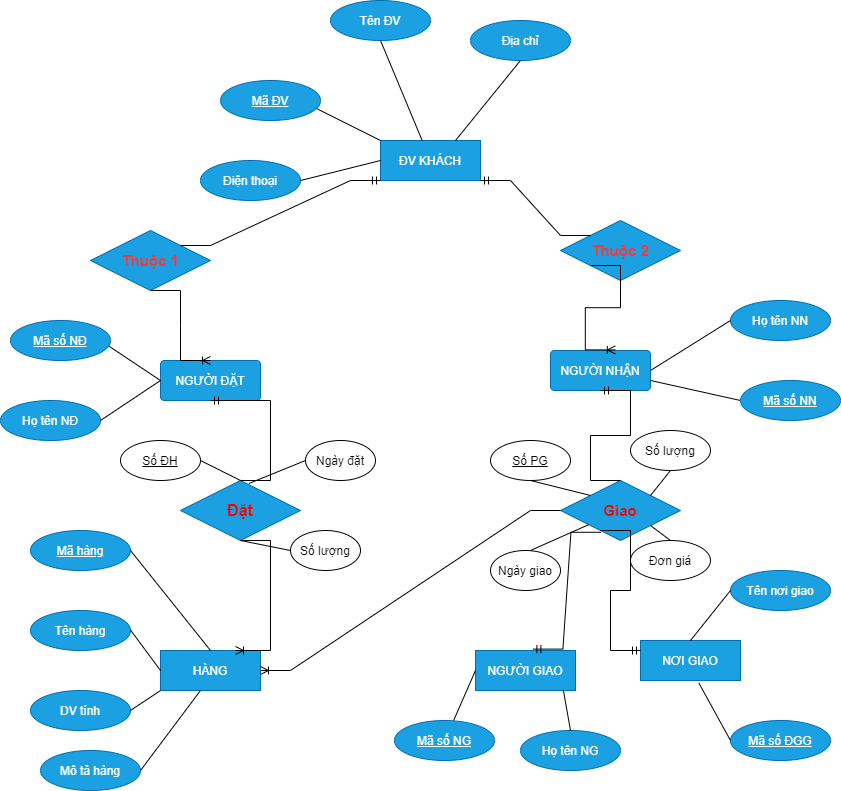 Tên ĐV
Địa chỉ
Mã ĐV
ĐV KHÁCH
Điện thoại
Thuộc 1
Thuộc 2
Họ tên NN
Mã số NĐ
NGƯỜI ĐẶT
NGƯỜI NHẬN
Mã số NN
Họ tên NĐ
Số ĐH
Ngày đặt
Số PG
Số lượng
Đặt
Giao
Mã hàng
Số lượng
Ngày giao
Đơn giá
Tên nơi giao
Tên hàng
HÀNG
NGƯỜI GIAO
NƠI GIAO
ĐV tính
Mã số NG
Họ tên NG
Mã số ĐGG
Mô tả hàng